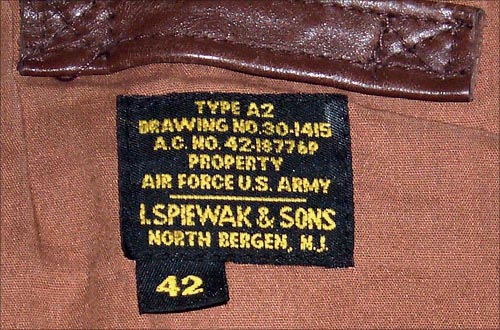 TYPE A2
DRAWING NO. 30-1415
A.C. NO. 42-18776P
PROPERTY
AIR FORCE U.S. ARMY
I. SPIEWAK & SONS
NORTH BERGEN, N.J.
42